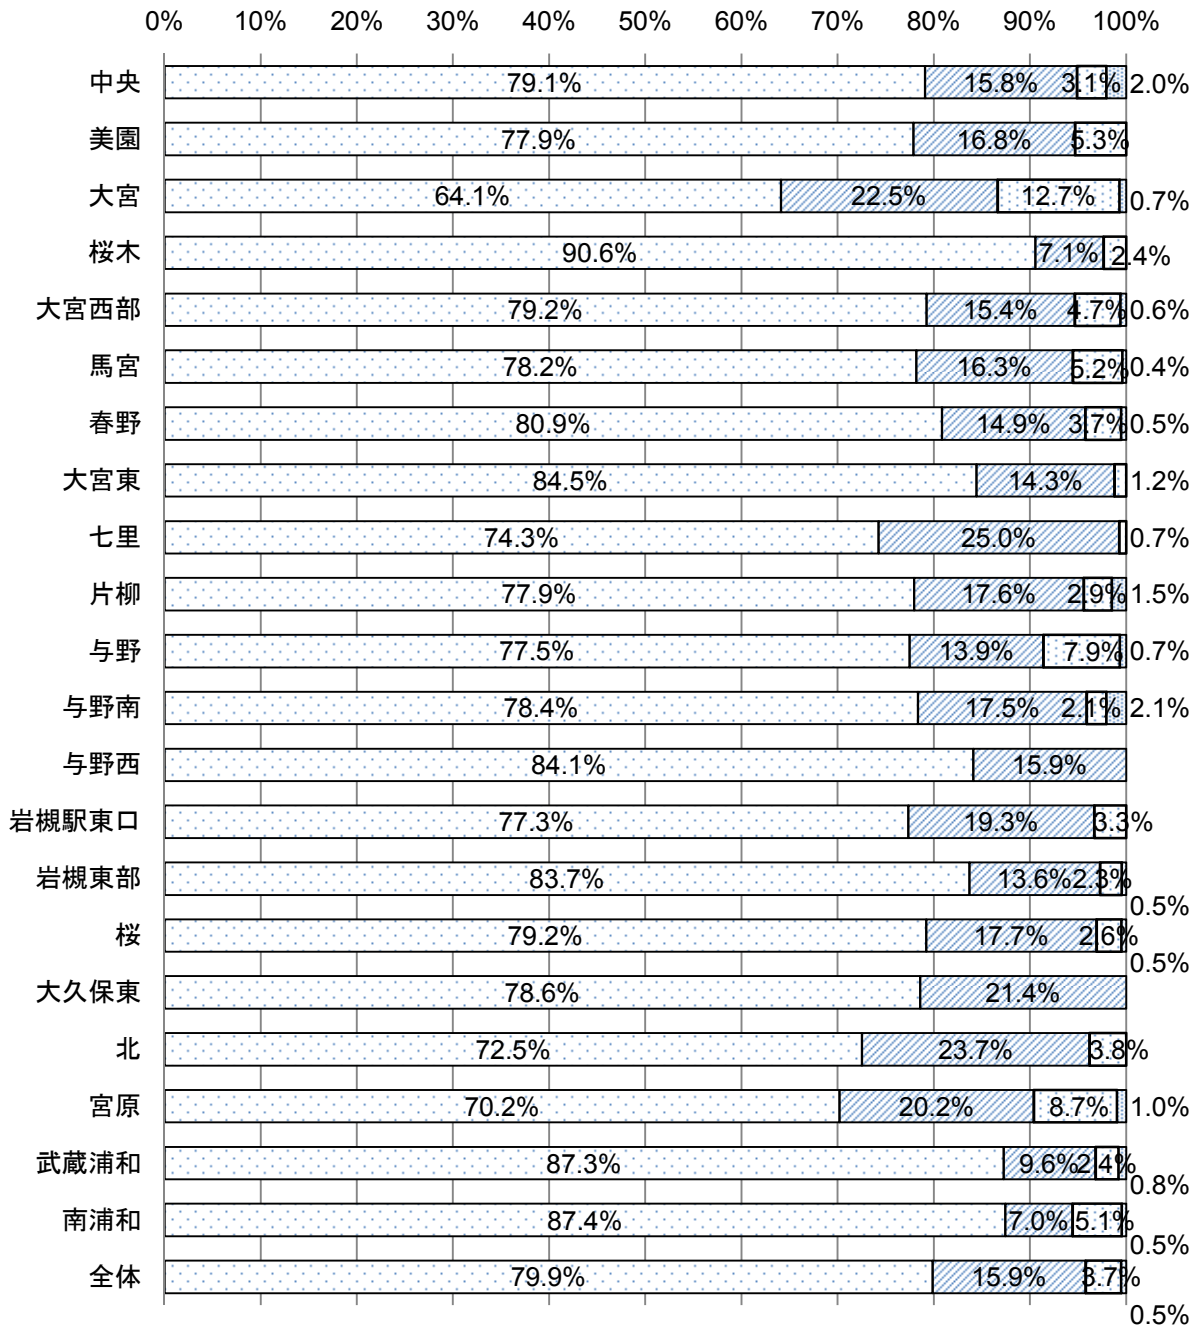 0% 10% 20% 30% 40% 50% 60% 70% 80% 90% 100%
中央 79.1% 15.8% 3.1% 2.0%
美園 77.9% 16.8% 5.3%
大宮 64.1% 22.5% 12.7% 0.7%
桜木 90.6% 7.1% 2.4%
大宮西部 79.2% 15.4% 4.7% 0.6%
馬宮 78.2% 16.3% 5.2% 0.4%
春野 80.9% 14.9% 3.7% 0.5%
大宮東 84.5% 14.3% 1.2%
七里 74.3% 25.0% 0.7%
片柳 77.9% 17.6% 2.9% 1.5%
与野 77.5% 13.9% 7.9% 0.7%
与野南 78.4% 17.5% 2.1% 2.1%
与野西 84.1% 15.9%
岩槻駅東口 77.3% 19.3% 3.3%
岩槻東部 83.7% 13.6% 2.3% 0.5%
桜 79.2% 17.7% 2.6% 0.5%
大久保東 78.6% 21.4%
北 72.5% 23.7% 3.8%
宮原 70.2% 20.2% 8.7% 1.0%
武蔵浦和 87.3% 9.6% 2.4% 0.8%
南浦和 87.4% 7.0% 5.1% 0.5%
全体 79.9% 15.9% 3.7% 0.5%